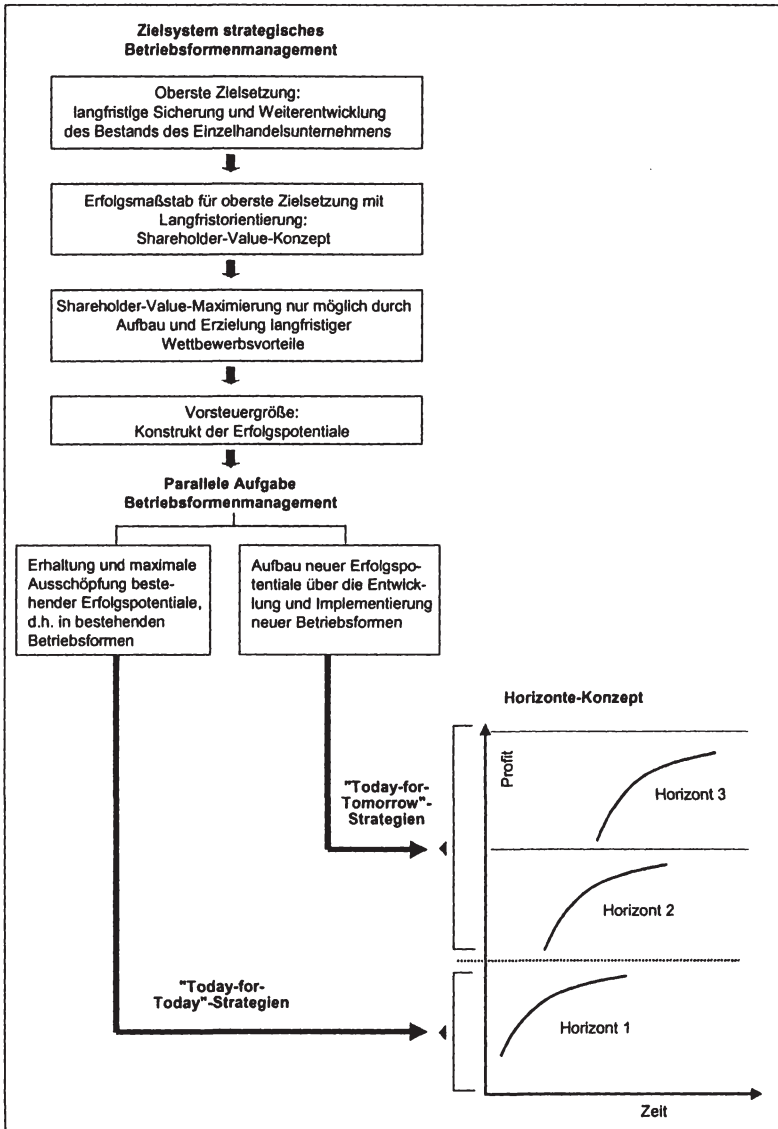 Zielsystem strategisches
Betriebsformenmanagement
Oberste Zielsetzung:
langfristige Sicherung und Weiterentwicklung
des Bestands des Einzelhandelsunternehmens
Erfolgsmaßstab für oberste Zielsetzung mit
Langfristorientierung:
Shareholder-Value-Konzept
Shareholder-Value-Maximierung nur möglich durch
Aufbau und Erzielung langfristiger
Wettbewerbsvorteile
Vorsteuergröße:
Konstrukt der Erfolgspotentiale
Parallele Aufgabe
Betriebsformenmanagement
Erhaltung und maximale
Ausschöpfung beste-
hender Erfolgspotentiale,
d.h. in bestehenden
Betriebsformen
Aufbau neuer Erfolgspo-
tentiale über die Entwick-
lung und Implementierung
neuer Betriebsformen
Horizonte-Konzept
"Today-for-
Tomorrow"-
Strategien
Profit
Horizont 3
Horizont 2
"Today-for-
Today"-Strategien
Horizont 1
Zeit